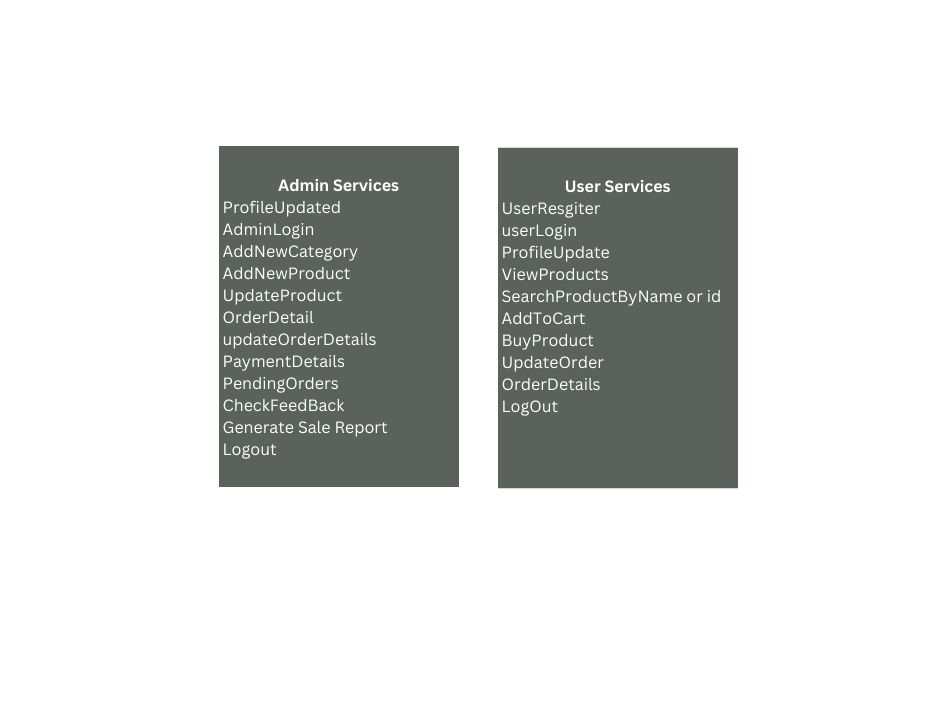 Admin Services
ProfileUpdated
AdminLogin
AddNewCategory
AddNewProduct
UpdateProduct
OrderDetail
updateOrderDetails
PaymentDetails
PendingOrders
CheckFeedBack
Generate Sale Report
Logout
User Services
UserResgiter
userLogin
ProfileUpdate
ViewProducts
SearchProductByName or id
AddToCart
BuyProduct
UpdateOrder
OrderDetails
LogOut